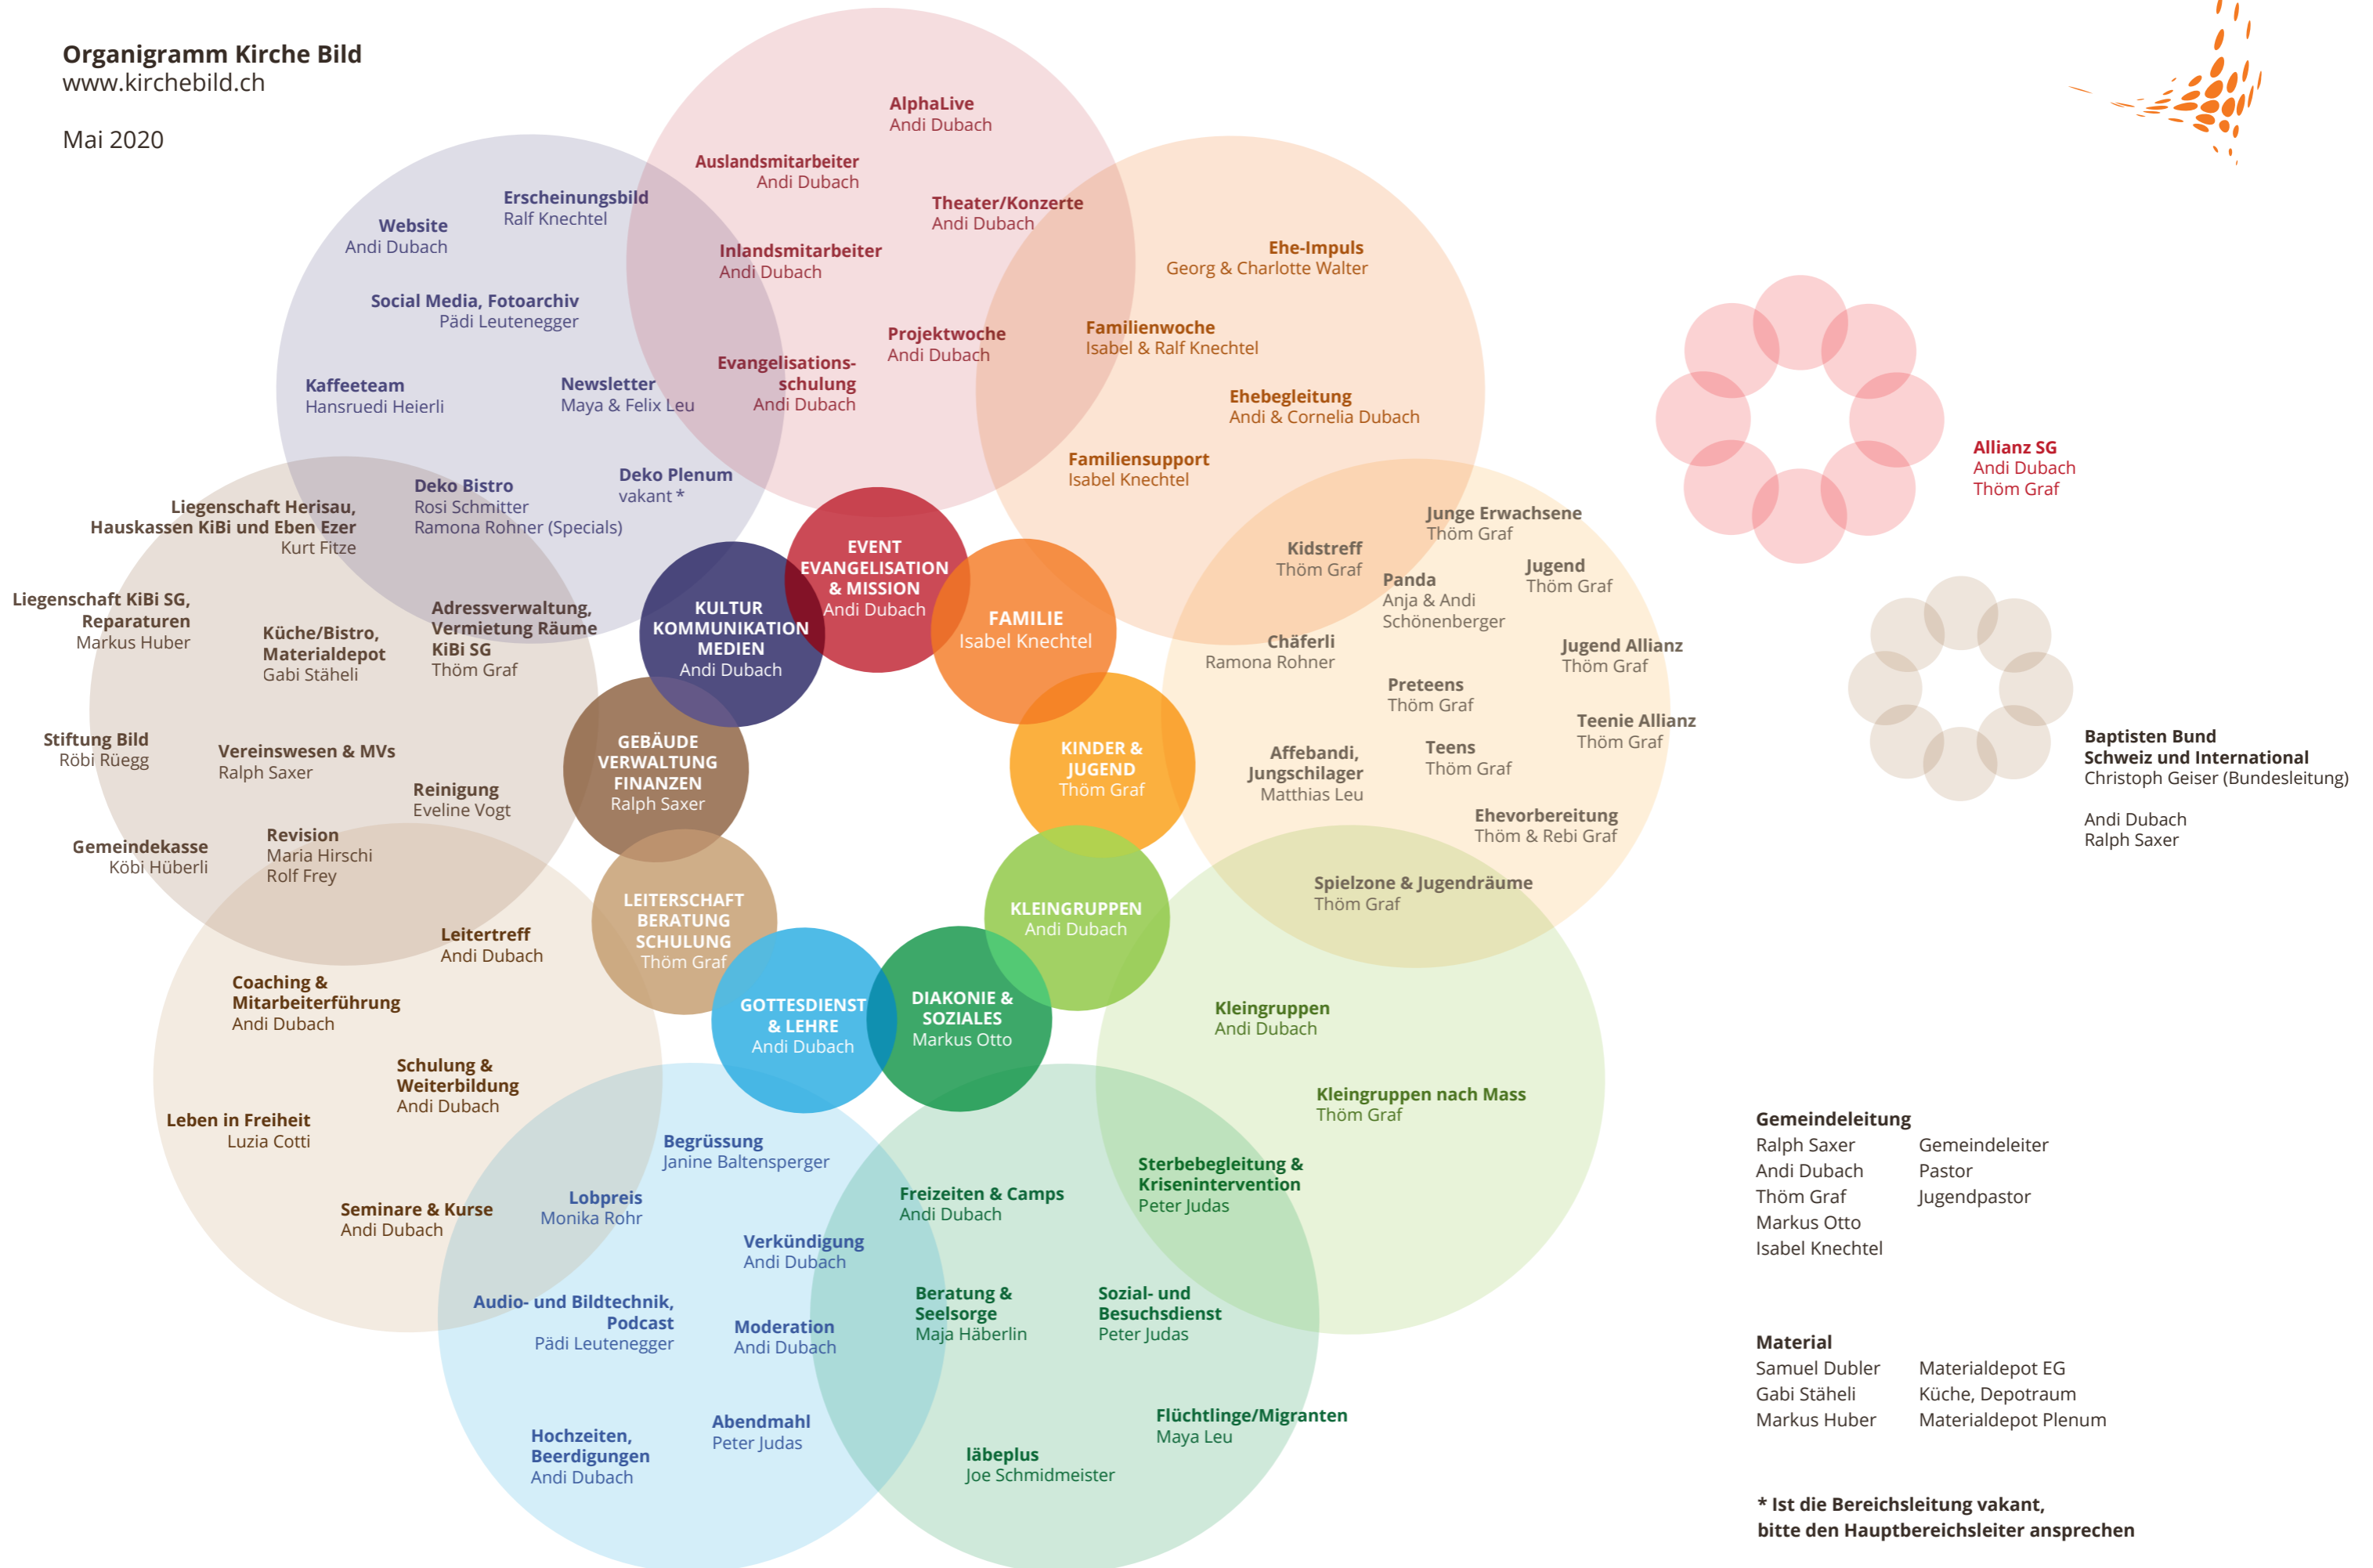 Organigramm Kirche Bild
www.kirchebild.ch
Mai 2020
AlphaLive
Andi Dubach
Auslandsmitarbeiter
Andi Dubach
Theater/Konzerte
Andi Dubach
Inlandsmitarbeiter
Andi Dubach
Projektwoche
Andi Dubach
Evangelisations-
schulung
Andi Dubach
Erscheinungsbild
Ralf Knechtel
Website
Andi Dubach
Social Media, Fotoarchiv
Pädi Leutenegger
Kaffeeteam
Hansruedi Heierli
Newsletter
Maya & Felix Leu
Deko Bistro
Rosi Schmitter
Ramona Rohner (Specials)
Deko Plenum
vakant *
Ehe-Impuls
Georg & Charlotte Walter
Familienwoche
Isabel & Ralf Knechtel
Ehebegleitung
Andi & Cornelia Dubach
Familiensupport
Isabel Knechtel
Junge Erwachsene
Thöm Graf
Kidstreff
Thöm Graf
Panda
Anja & Andi
Schönenberger
Jugend
Thöm Graf
Chäferli
Ramona Rohner
Jugend Allianz
Thöm Graf
Preteens
Thöm Graf
Teenie Allianz
Thöm Graf
Affebandi,
Jungschilager
Matthias Leu
Teens
Thöm Graf
Ehevorbereitung
Thöm & Rebi Graf
Spielzone & Jugendräume
Thöm Graf
Liegenschaft Herisau,
Hauskassen KiBi und Eben Ezer
Kurt Fitze
Liegenschaft KiBi SG,
Reparaturen
Markus Huber
Küche/Bistro,
Materialdepot
Gabi Stäheli
Adressverwaltung,
Vermietung Räume
KiBi SG
Thöm Graf
Stiftung Bild
Röbi Rüegg
Vereinswesen & MVs
Ralph Saxer
Reinigung
Eveline Vogt
Gemeindekasse
Köbi Hüberli
Revision
Maria Hirschi
Rolf Frey
EVENT
EVANGELISATION
& MISSION
Andi Dubach
KULTUR
KOMMUNIKATION
MEDIEN
Andi Dubach
FAMILIE
Isabel Knechtel
GEBÄUDE
VERWALTUNG
FINANZEN
Ralph Saxer
KINDER &
JUGEND
Thöm Graf
LEITERSCHAFT
BERATUNG
SCHULUNG
Thöm Graf
KLEINGRUPPEN
Andi Dubach
GOTTESDIENST
& LEHRE
Andi Dubach
DIAKONIE &
SOZIALES
Markus Otto
Leitertreff
Andi Dubach
Coaching &
Mitarbeiterführung
Andi Dubach
Schulung &
Weiterbildung
Andi Dubach
Leben in Freiheit
Luzia Cotti
Seminare & Kurse
Andi Dubach
Begrüssung
Janine Baltensperger
Lobpreis
Monika Rohr
Verkündigung
Andi Dubach
Audio- und Bildtechnik,
Podcast
Pädi Leutenegger
Moderation
Andi Dubach
Abendmahl
Peter Judas
Hochzeiten,
Beerdigungen
Andi Dubach
Kleingruppen
Andi Dubach
Kleingruppen nach Mass
Thöm Graf
Sterbebegleitung &
Krisenintervention
Peter Judas
Freizeiten & Camps
Andi Dubach
Beratung &
Seelsorge
Maja Häberlin
Sozial- und
Besuchsdienst
Peter Judas
Flüchtlinge/Migranten
Maya Leu
läbeplus
Joe Schmidmeister
Allianz SG
Andi Dubach
Thöm Graf
Baptisten Bund
Schweiz und International
Christoph Geiser (Bundesleitung)
Andi Dubach
Ralph Saxer
Gemeindeleitung
Ralph Saxer Gemeindeleiter
Andi Dubach Pastor
Thöm Graf Jugendpastor
Markus Otto
Isabel Knechtel
Material
Samuel Dubler Materialdepot EG
Gabi Stäheli Küche, Depotraum
Markus Huber Materialdepot Plenum
* Ist die Bereichsleitung vakant,
bitte den Hauptbereichsleiter ansprechen